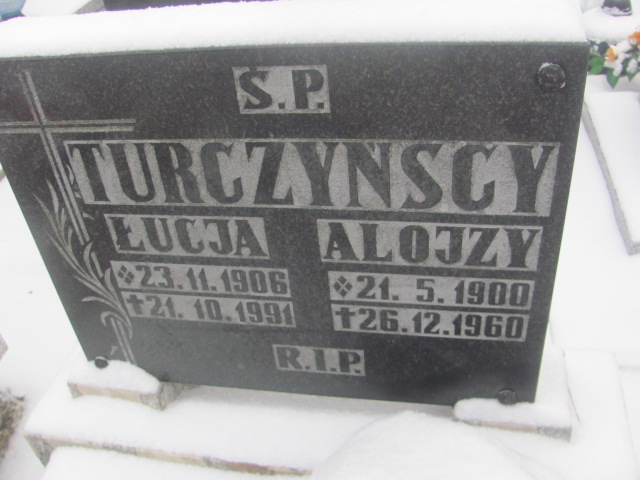 Ś.P.
TURCZYNSCY
ŁUCJA ALOJZY
23.11.1906 21. 5. 1900
†21.10.1991 †26.12.1960
R.I.P.